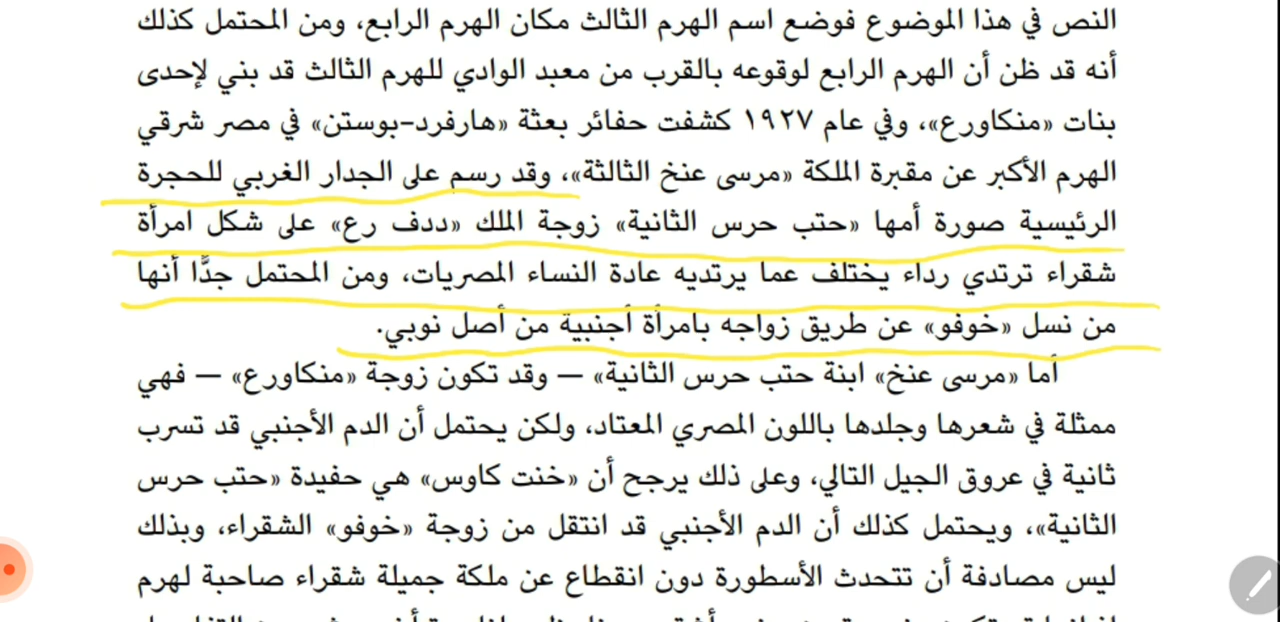 النص في هذا الموضوع فوضع اسم الهرم الثالث مكان الهرم الرابع، ومن المحتمل كذلك
أنه قد ظن أن الهرم الرابع لوقوعه بالقرب من معبد الوادي للهرم الثالث قد بني لإحدى
بنات «منكاورع»، وفي عام ١٩٢٧ كشفت حفائر بعثة «هارفرد–بوستن» في مصر شرقي
الهرم الأكبر عن مقبرة الملكة «مرسى عنخ الثالثة»، وقد رسم على الجدار الغربي للحجرة
الرئيسية صورة أمها «حتب حرس الثانية» زوجة الملك «ددف رع» على شكل امرأة
شقراء ترتدي رداء يختلف عما يرتديه عادة النساء المصريات، ومن المحتمل جدًّا أنها
من نسل «خوفو» عن طريق زواجه بامرأة أجنبية من أصل نوبي.
أما «مرسى عنخ» ابنة حتب حرس الثانية» — وقد تكون زوجة «منكاورع» — فهي
ممثلة في شعرها وجلدها باللون المصري المعتاد، ولكن يحتمل أن الدم الأجنبي قد تسرب
ثانية في عروق الجيل التالي، وعلى ذلك يرجح أن «خنت كاوس» هي حفيدة «حتب حرس
الثانية»، ويحتمل كذلك أن الدم الأجنبي قد انتقل من زوجة «خوفو» الشقراء، وبذلك
ليس مصادفة أن تتحدث الأسطورة دون انقطاع عن ملكة جميلة شقراء صاحبة لهرم